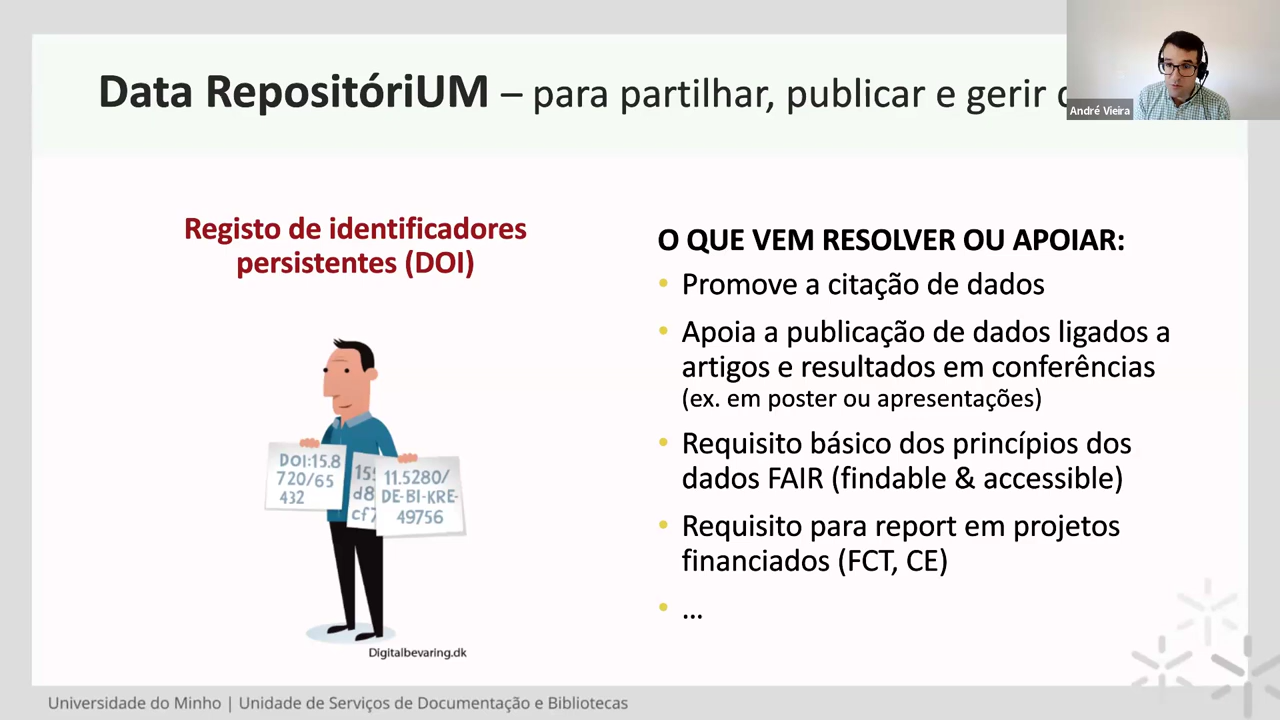 Data RepositóriUM – para partilhar, publicar e gerir
André Vieira
Registo de identificadores
persistentes (DOI)
DOI:15.8
720/65
432
15
d8
cf7
11.5280/
DE-BI-KRE-
49756
Digitalbevaring.dk
O QUE VEM RESOLVER OU APOIAR:
• Promove a citação de dados
• Apoia a publicação de dados ligados a
artigos e resultados em conferências
(ex. em poster ou apresentações)
• Requisito básico dos princípios dos
dados FAIR (findable & accessible)
• Requisito para report em projetos
financiados (FCT, CE)
• ...
Universidade do Minho | Unidade de Serviços de Documentação e Bibliotecas